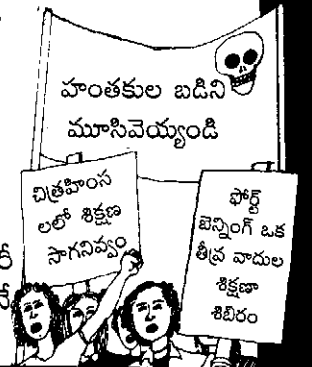 హంతకుల బడిని
మూసివెయ్యండి
చిత్రహింస
లలో శిక్షణ
సాగనివ్వం
ఫోర్ట్
బెన్నింగ్ ఒక
తీవ్ర వాదుల
శిక్షణా
శిబిరం